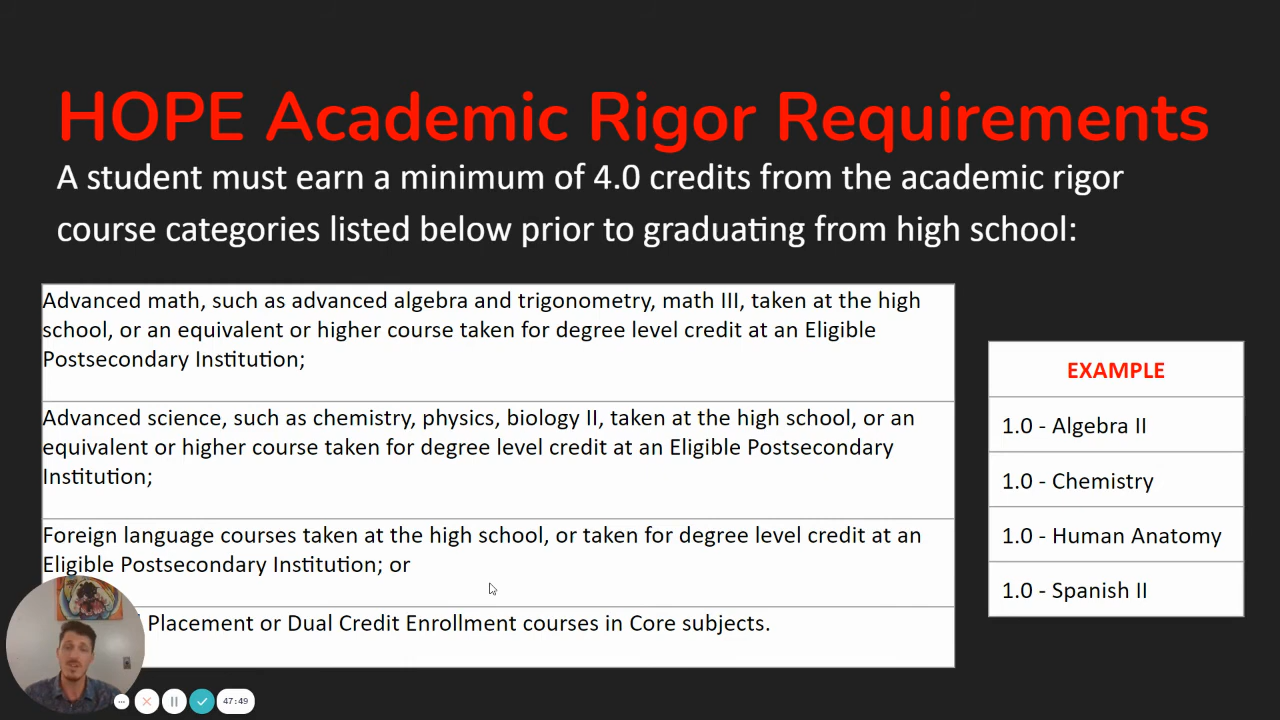 HOPE Academic Rigor Requirements
A student must earn a minimum of 4.0 credits from the academic rigor
course categories listed below prior to graduating from high school:
Advanced math, such as advanced algebra and trigonometry, math III, taken at the high
school, or an equivalent or higher course taken for degree level credit at an Eligible
Postsecondary Institution;
Advanced science, such as chemistry, physics, biology II, taken at the high school, or an
equivalent or higher course taken for degree level credit at an Eligible Postsecondary
Institution;
Foreign language courses taken at the high school, or taken for degree level credit at an
Eligible Postsecondary Institution; or
Placement or Dual Credit Enrollment courses in Core subjects.
EXAMPLE
1.0 - Algebra II
1.0 - Chemistry
1.0 - Human Anatomy
1.0 - Spanish II
47:49